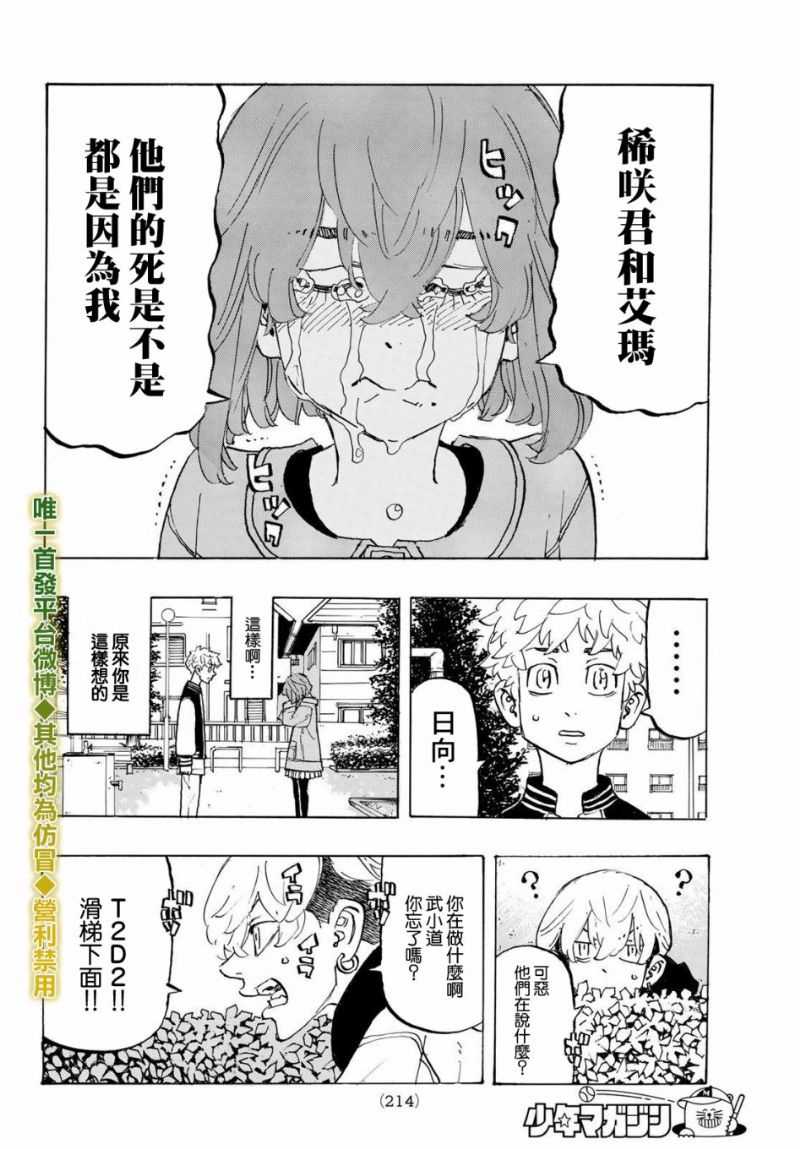 稀咲君和艾瑪
他們的死是不是
都是因為我
ヒック
ヒック
……
日向…
這樣啊…
原來你是
這樣想的
?
?
可惡
他們在說什麼?
你在做什麼啊
武小道
你忘了嗎?
T2D2!!
滑梯下面!!
唯一首發平台微博◆其他均為仿冒◆營利禁用
(214)
少年マガジン